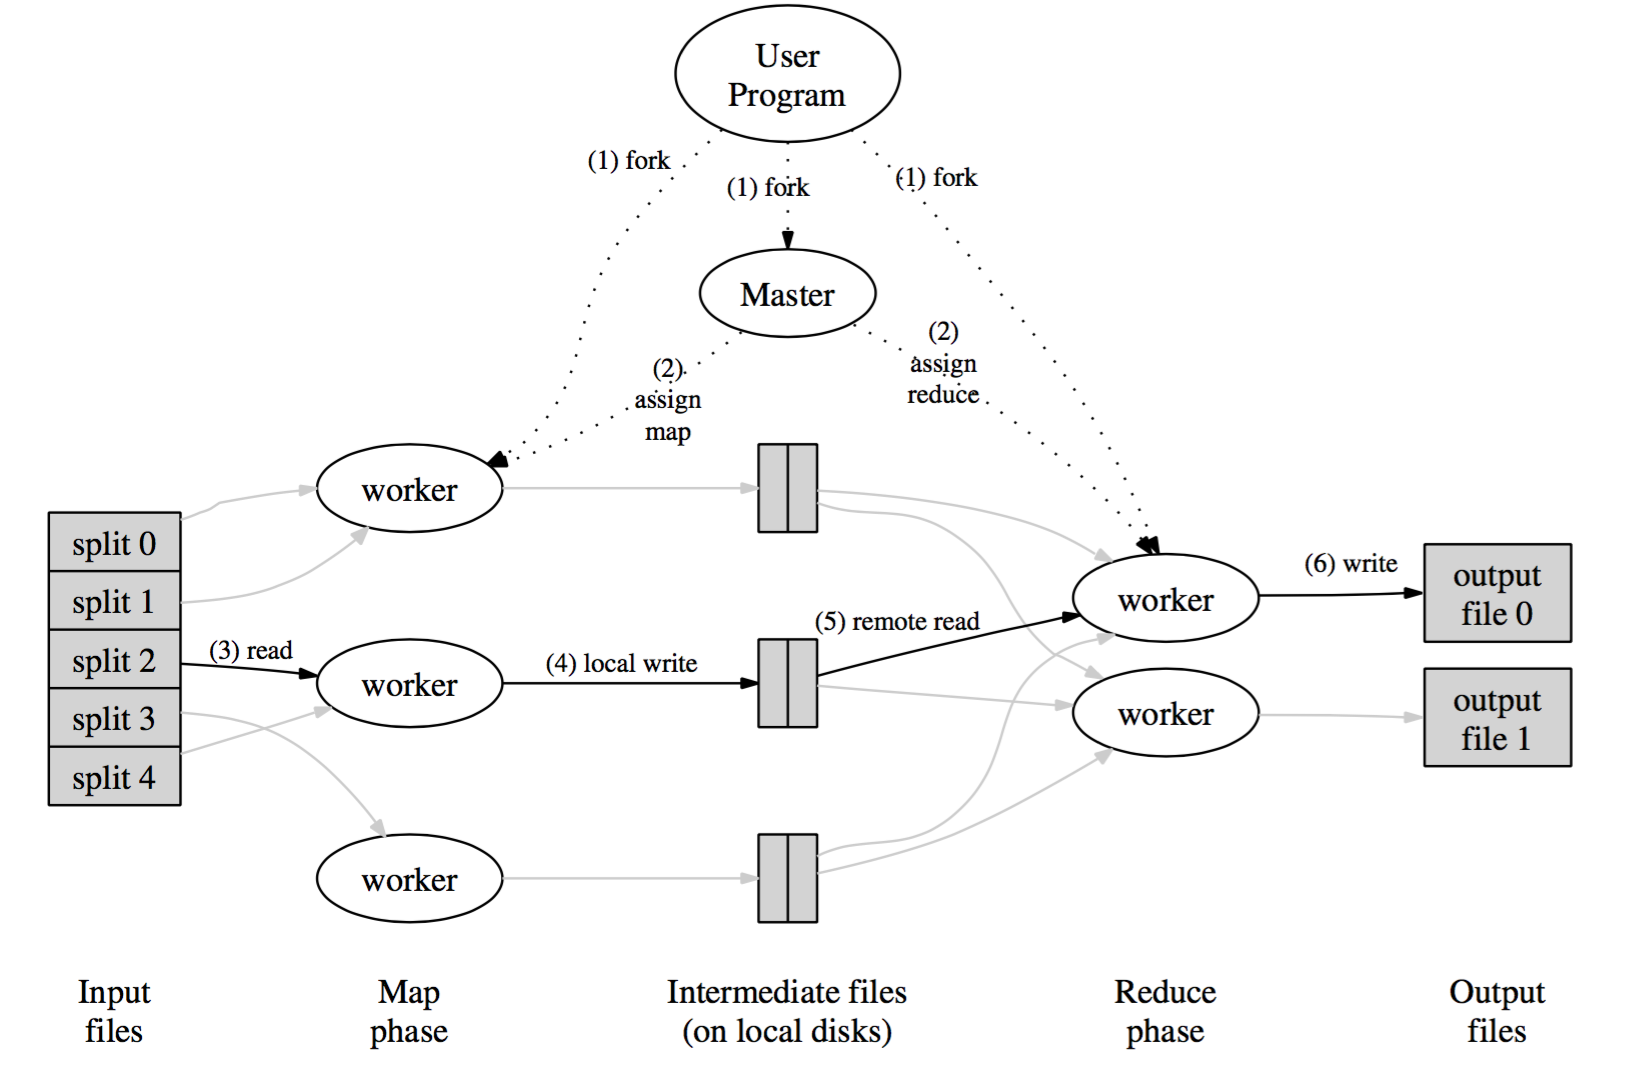 User
Program
(1) fork
(1) fork
(1) fork
Master
(2)
assign
map
(2)
assign
reduce
worker
split 0
split 1
split 2
split 3
split 4
(3) read
worker
(4) local write
(5) remote read
worker
(6) write
output
file 0
worker
output
file 1
worker
Input
files
Map
phase
Intermediate files
(on local disks)
Reduce
phase
Output
files